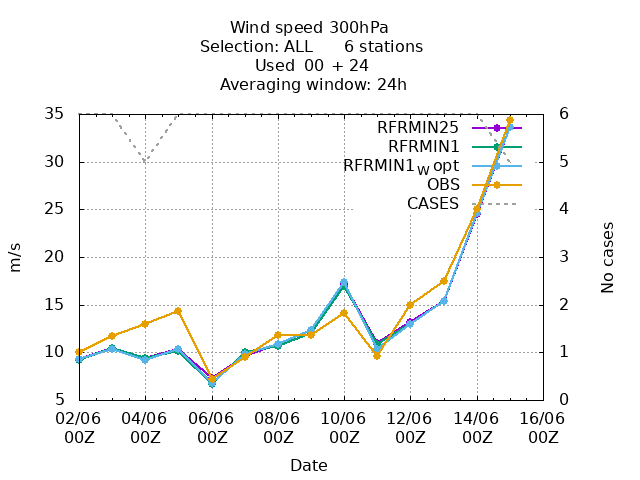 Wind speed 300hPa
Selection: ALL 6 stations
Used 00 + 24
Averaging window: 24h
35
30
25
20
15
10
5
m/s
6
5
4
3
2
1
0
No cases
RFRMIN25
RFRMIN1
RFRMIN1W opt
OBS
CASES
02/06 04/06 06/06 08/06 10/06 12/06 14/06 16/06
00Z 00Z 00Z 00Z 00Z 00Z 00Z 00Z
Date